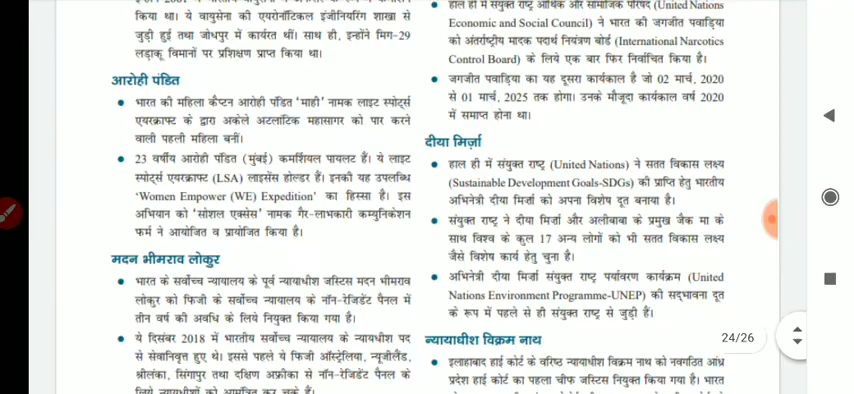 किया था। ये वायुसेना की एयरोनॉटिकल इंजीनियरिंग शाखा से
जुड़ी हुई तथा जोधपुर में कार्यरत थीं। साथ ही, इन्होंने मिग-29
लड़ाकू विमानों पर प्रशिक्षण प्राप्त किया था।
आरोही पंडित
● भारत की महिला कैप्टन आरोही पंडित ‘माही’ नामक लाइट स्पोर्ट्स
एयरक्राफ्ट के द्वारा अकेले अटलांटिक महासागर को पार करने
वाली पहली महिला बनीं।
● 23 वर्षीय आरोही पंडित (मुंबई) कमर्शियल पायलट हैं। ये लाइट
स्पोर्ट्स एयरक्राफ्ट (LSA) लाइसेंस होल्डर हैं। इनकी यह उपलब्धि
‘Women Empower (WE) Expedition’ का हिस्सा है। इस
अभियान को ‘सोशल एक्सेस’ नामक गैर-लाभकारी कम्युनिकेशन
फर्म ने आयोजित व प्रायोजित किया है।
मदन भीमराव लोकुर
● भारत के सर्वोच्च न्यायालय के पूर्व न्यायाधीश जस्टिस मदन भीमराव
लोकुर को फिजी के सर्वोच्च न्यायालय के नॉन-रेजिडेंट पैनल में
तीन वर्ष की अवधि के लिये नियुक्त किया गया है।
● ये दिसंबर 2018 में भारतीय सर्वोच्च न्यायालय के न्यायधीश पद
से सेवानिवृत्त हुए थे। इससे पहले ये फिजी ऑस्ट्रेलिया, न्यूजीलैंड,
श्रीलंका, सिंगापुर तथा दक्षिण अफ्रीका से नॉन-रेजिडेंट पैनल के
लिये न्यायाधीशों को आमंत्रित कर चुके हैं।
हाल ही में संयुक्त राष्ट्र आर्थिक और सामाजिक परिषद (United Nations
Economic and Social Council) ने भारत की जगजीत पवाड़िया
को अंतर्राष्ट्रीय मादक पदार्थ नियंत्रण बोर्ड (International Narcotics
Control Board) के लिये एक बार फिर निर्वाचित किया है।
● जगजीत पवाड़िया का यह दूसरा कार्यकाल है जो 02 मार्च, 2020
से 01 मार्च, 2025 तक होगा। उनके मौजूदा कार्यकाल वर्ष 2020
में समाप्त होना था।
दीया मिर्ज़ा
● हाल ही में संयुक्त राष्ट्र (United Nations) ने सतत विकास लक्ष्य
(Sustainable Development Goals-SDGs) की प्राप्ति हेतु भारतीय
अभिनेत्री दीया मिर्जा को अपना विशेष दूत बनाया है।
● संयुक्त राष्ट्र ने दीया मिर्जा और अलीबाबा के प्रमुख जैक मा के
साथ विश्व के कुल 17 अन्य लोगों को भी सतत विकास लक्ष्य
जैसे विशेष कार्य हेतु चुना है।
● अभिनेत्री दीया मिर्जा संयुक्त राष्ट्र पर्यावरण कार्यक्रम (United
Nations Environment Programme-UNEP) की सद्भावना दूत
के रूप में पहले से ही संयुक्त राष्ट्र से जुड़ी हैं।
न्यायाधीश विक्रम नाथ
● इलाहाबाद हाई कोर्ट के वरिष्ठ न्यायाधीश विक्रम नाथ को नवगठित आंध्र
प्रदेश हाई कोर्ट का पहला चीफ जस्टिस नियुक्त किया गया है। भारत
24/26